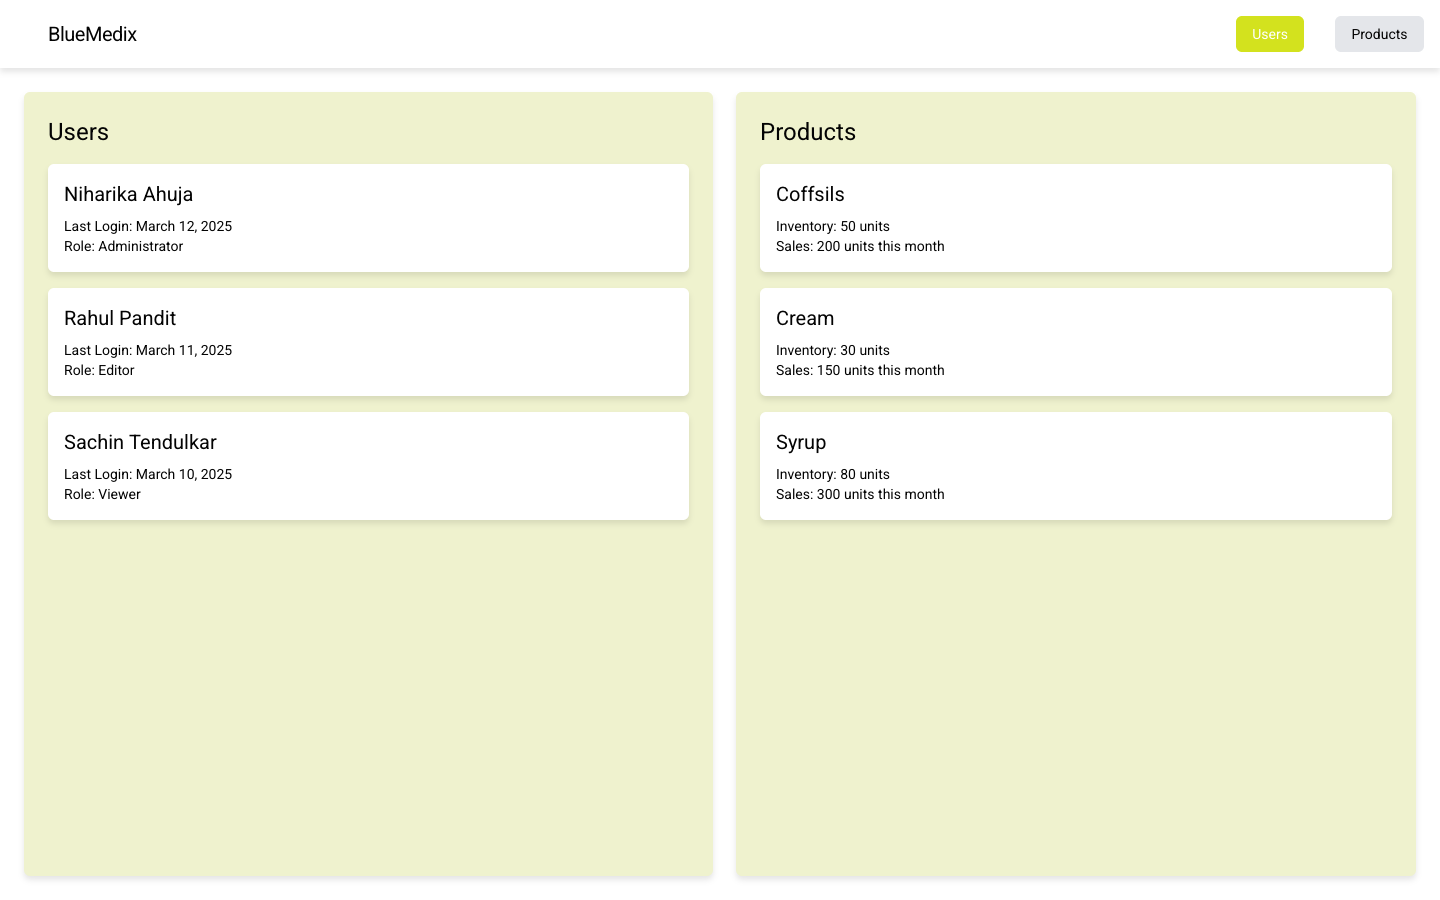 BlueMedix
Users
Products
Users
Niharika Ahuja
Last Login: March 12, 2025
Role: Administrator
Rahul Pandit
Last Login: March 11, 2025
Role: Editor
Sachin Tendulkar
Last Login: March 10, 2025
Role: Viewer
Products
Coffsils
Inventory: 50 units
Sales: 200 units this month
Cream
Inventory: 30 units
Sales: 150 units this month
Syrup
Inventory: 80 units
Sales: 300 units this month